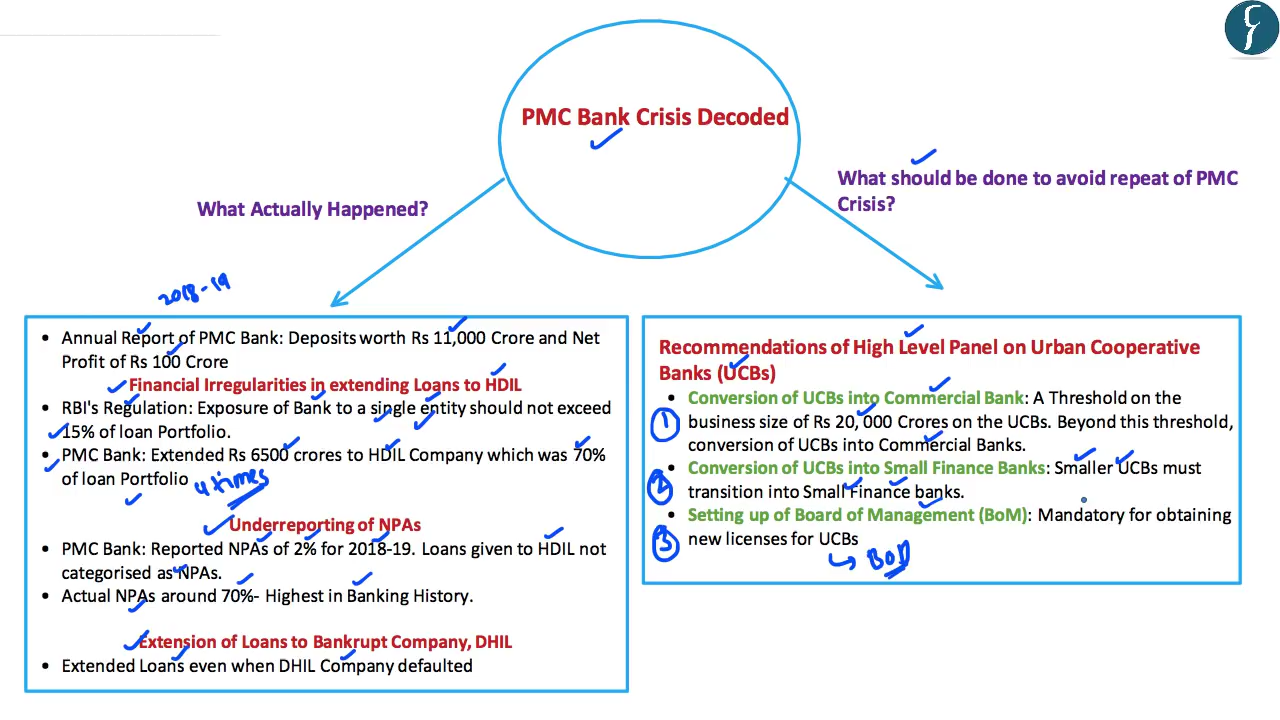 PMC Bank Crisis Decoded
What Actually Happened?
What should be done to avoid repeat of PMC
Crisis?
2018-19
• Annual Report of PMC Bank: Deposits worth Rs 11,000 Crore and Net
Profit of Rs 100 Crore
Financial Irregularities in extending Loans to HDIL
• RBI's Regulation: Exposure of Bank to a single entity should not exceed
15% of loan Portfolio.
• PMC Bank: Extended Rs 6500 crores to HDIL Company which was 70%
of loan Portfolio
4 times
Underreporting of NPAs
• PMC Bank: Reported NPAs of 2% for 2018-19. Loans given to HDIL not
categorised as NPAs.
• Actual NPAs around 70%- Highest in Banking History.
Extension of Loans to Bankrupt Company, DHIL
• Extended Loans even when DHIL Company defaulted
Recommendations of High Level Panel on Urban Cooperative
Banks (UCBs)
• Conversion of UCBs into Commercial Bank: A Threshold on the
1 business size of Rs 20, 000 Crores on the UCBs. Beyond this threshold,
conversion of UCBs into Commercial Banks.
• Conversion of UCBs into Small Finance Banks: Smaller UCBs must
2 transition into Small Finance banks.
• Setting up of Board of Management (BoM): Mandatory for obtaining
3 new licenses for UCBs
BOD